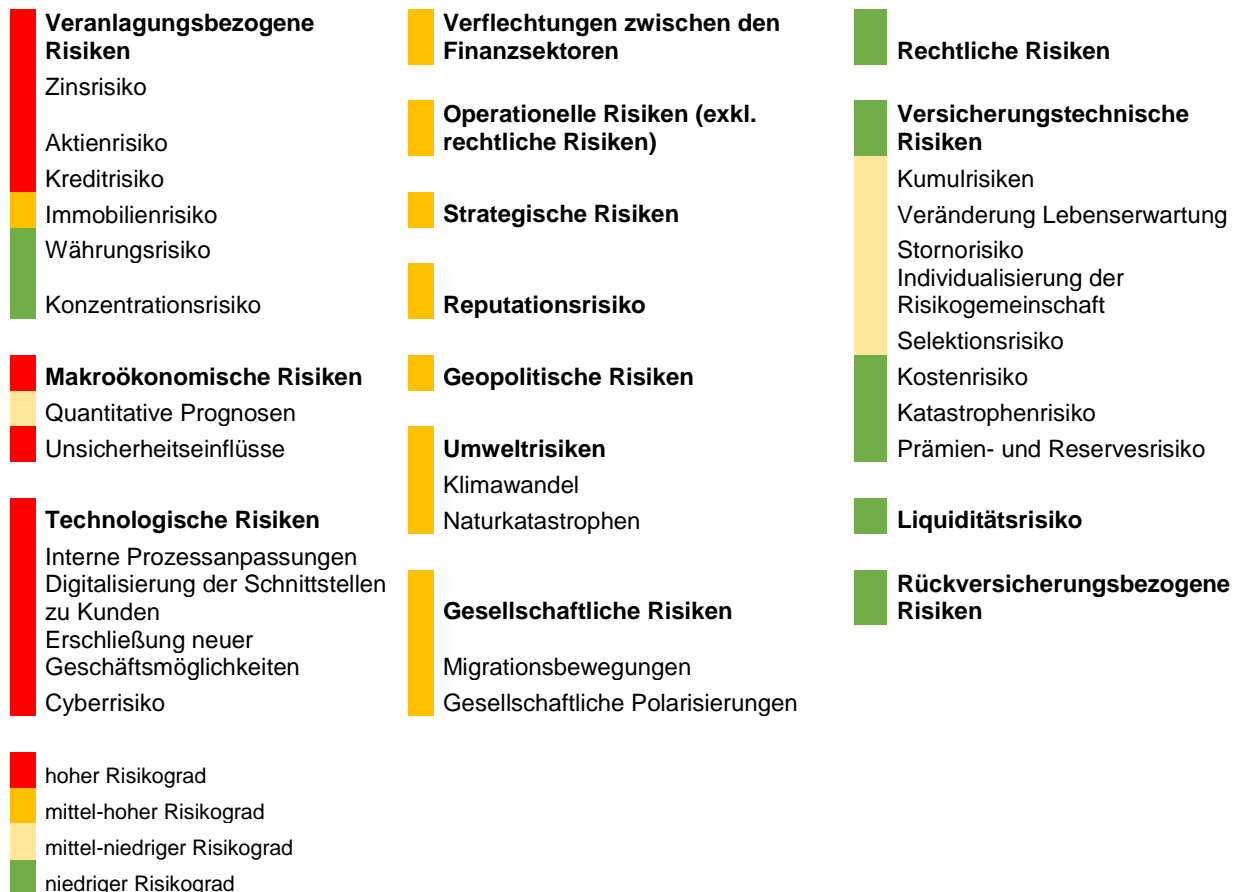 Veranlagungsbezogene
Risiken
Zinsrisiko
Aktienrisiko
Kreditrisiko
Immobilienrisiko
Währungsrisiko
Konzentrationsrisiko
Makroökonomische Risiken
Quantitative Prognosen
Unsicherheitseinflüsse
Technologische Risiken
Interne Prozessanpassungen
Digitalisierung der Schnittstellen
zu Kunden
Erschließung neuer
Geschäftsmöglichkeiten
Cyberrisiko
Verflechtungen zwischen den
Finanzsektoren
Operationelle Risiken (exkl.
rechtliche Risiken)
Strategische Risiken
Reputationsrisiko
Geopolitische Risiken
Umweltrisiken
Klimawandel
Naturkatastrophen
Gesellschaftliche Risiken
Migrationsbewegungen
Gesellschaftliche Polarisierungen
Rechtliche Risiken
Versicherungstechnische
Risiken
Kumulrisiken
Veränderung Lebenserwartung
Stornorisiko
Individualisierung der
Risikogemeinschaft
Selektionsrisiko
Kostenrisiko
Katastrophenrisiko
Prämien- und Reservesrisiko
Liquiditätsrisiko
Rückversicherungsbezogene
Risiken
hoher Risikograd
mittel-hoher Risikograd
mittel-niedriger Risikograd
niedriger Risikograd